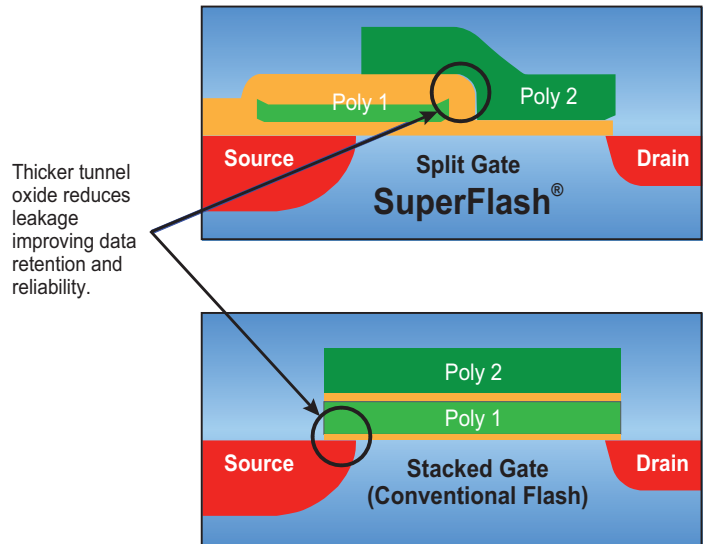 Poly 1
Poly 2
Source
Split Gate
Drain
SuperFlash®
Thicker tunnel
oxide reduces
leakage
improving data
retention and
reliability.
Poly 2
Poly 1
Source
Stacked Gate
Drain
(Conventional Flash)